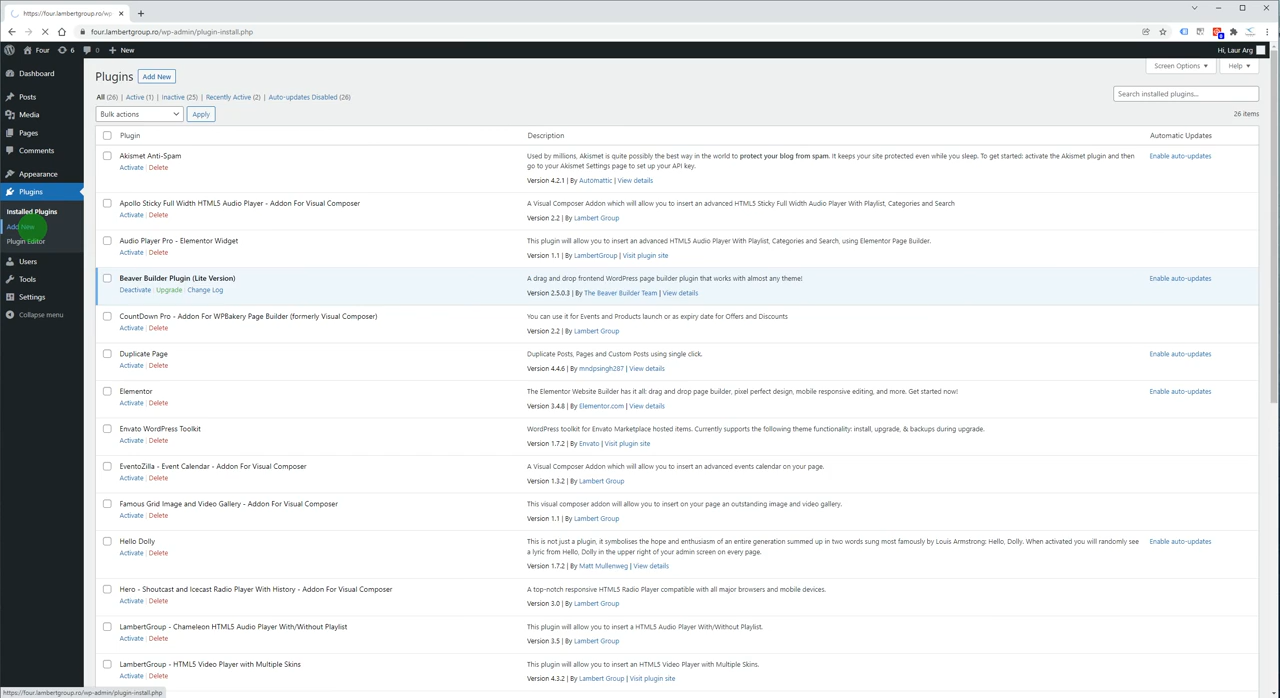 https://four.lambertgroup.ro/wp-
four.lambertgroup.ro/wp-admin/plugin-install.php
Four 6 0 New Hi, Laur Arg
Screen Options Help
Dashboard
Posts
Media
Pages
Comments
Appearance
Plugins
Installed Plugins
Add New
Plugin Editor
Users
Tools
Settings
Collapse menu
Plugins Add New
All (26) | Active (1) | Inactive (25) | Recently Active (2) | Auto-updates Disabled (26)
Search installed plugins...
Bulk actions Apply 26 items
Plugin Description Automatic Updates
Akismet Anti-Spam
Activate | Delete
Used by millions, Akismet is quite possibly the best way in the world to protect your blog from spam. It keeps your site protected even while you sleep. To get started: activate the Akismet plugin and then
go to your Akismet Settings page to set up your API key.
Version 4.2.1 | By Automattic | View details
Enable auto-updates
Apollo Sticky Full Width HTML5 Audio Player - Addon For Visual Composer
Activate | Delete
A Visual Composer Addon which will allow you to insert an advanced HTML5 Sticky Full Width Audio Player With Playlist, Categories and Search
Version 2.2 | By Lambert Group
Audio Player Pro - Elementor Widget
Activate | Delete
This plugin will allow you to insert an advanced HTML5 Audio Player With Playlist, Categories and Search, using Elementor Page Builder.
Version 1.1 | By LambertGroup | Visit plugin site
Beaver Builder Plugin (Lite Version)
Deactivate | Upgrade | Change Log
A drag and drop frontend WordPress page builder plugin that works with almost any theme!
Version 2.5.0.3 | By The Beaver Builder Team | View details
Enable auto-updates
CountDown Pro - Addon For WPBakery Page Builder (formerly Visual Composer)
Activate | Delete
You can use it for Events and Products launch or as expiry date for Offers and Discounts
Version 2.2 | By Lambert Group
Duplicate Page
Activate | Delete
Duplicate Posts, Pages and Custom Posts using single click.
Version 4.4.6 | By mndpsingh287 | View details
Enable auto-updates
Elementor
Activate | Delete
The Elementor Website Builder has it all: drag and drop page builder, pixel perfect design, mobile responsive editing, and more. Get started now!
Version 3.4.8 | By Elementor.com | View details
Enable auto-updates
Envato WordPress Toolkit
Activate | Delete
WordPress toolkit for Envato Marketplace hosted items. Currently supports the following theme functionality: install, upgrade, & backups during upgrade.
Version 1.7.2 | By Envato | Visit plugin site
EventoZilla - Event Calendar - Addon For Visual Composer
Activate | Delete
A Visual Composer Addon which will allow you to insert an advanced events calendar on your page.
Version 1.3.2 | By Lambert Group
Famous Grid Image and Video Gallery - Addon For Visual Composer
Activate | Delete
This visual composer addon will allow you to insert on your page an outstanding image and video gallery.
Version 1.1 | By Lambert Group
Hello Dolly
Activate | Delete
This is not just a plugin, it symbolises the hope and enthusiasm of an entire generation summed up in two words sung most famously by Louis Armstrong: Hello, Dolly. When activated you will randomly see
a lyric from Hello, Dolly in the upper right of your admin screen on every page.
Version 1.7.2 | By Matt Mullenweg | View details
Enable auto-updates
Hero - Shoutcast and Icecast Radio Player With History - Addon For Visual Composer
Activate | Delete
A top-notch responsive HTML5 Radio Player compatible with all major browsers and mobile devices.
Version 3.0 | By Lambert Group
LambertGroup - Chameleon HTML5 Audio Player With/Without Playlist
Activate | Delete
This plugin will allow you to insert a HTML5 Audio Player With/Without Playlist.
Version 3.5 | By Lambert Group
LambertGroup - HTML5 Video Player with Multiple Skins
Activate | Delete
This plugin will allow you to insert an HTML5 Video Player with Multiple Skins.
Version 4.3.2 | By Lambert Group | Visit plugin site
https://four.lambertgroup.ro/wp-admin/plugin-install.php